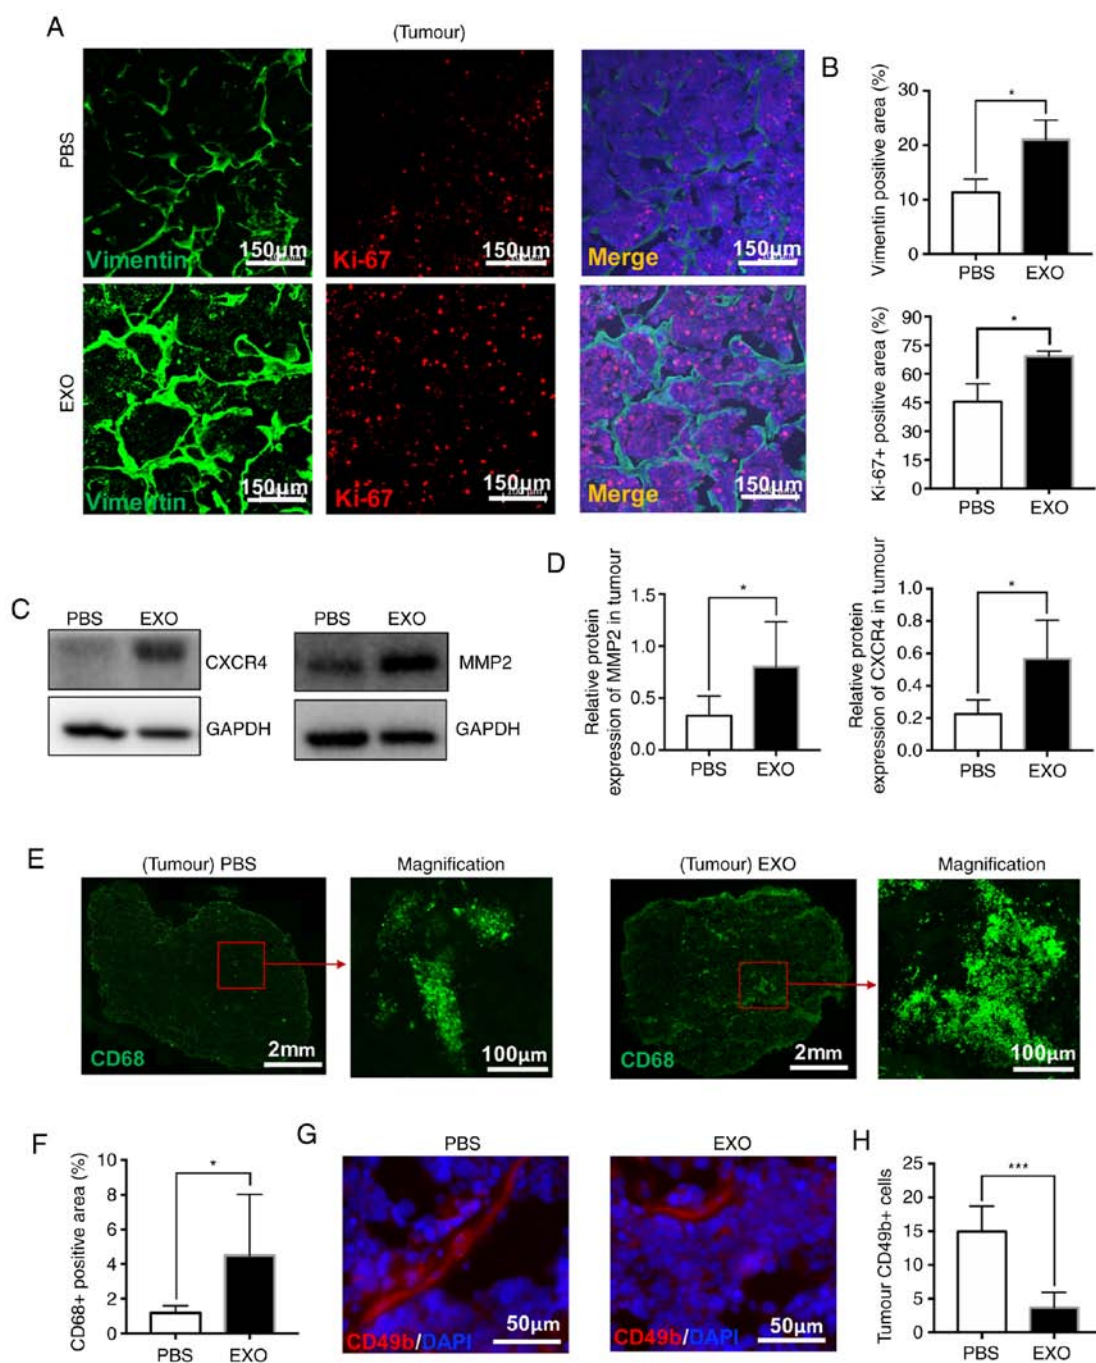 A
(Tumour)
PBS
Vimentin
150µm
Ki-67
150µm
Merge
150µm
EXO
Vimentin
150µm
Ki-67
150µm
Merge
150µm
B
Vimentin positive area (%)
30
20
10
0
PBS EXO
*
Ki-67+ positive area (%)
90
75
60
45
30
15
0
PBS EXO
*
C
PBS EXO
CXCR4
GAPDH
PBS EXO
MMP2
GAPDH
D
Relative protein
expression of MMP2 in tumour
1.5
1.0
0.5
0.0
PBS EXO
*
Relative protein
expression of CXCR4 in tumour
1.0
0.8
0.6
0.4
0.2
0.0
PBS EXO
*
E
(Tumour) PBS
Magnification
(Tumour) EXO
Magnification
CD68
2mm
100µm
CD68
2mm
100µm
F
CD68+ positive area (%)
10
8
6
4
2
0
PBS EXO
*
G
PBS
EXO
CD49b/DAPI
50µm
CD49b/DAPI
50µm
H
Tumour CD49b+ cells
25
20
15
10
5
0
PBS EXO
***